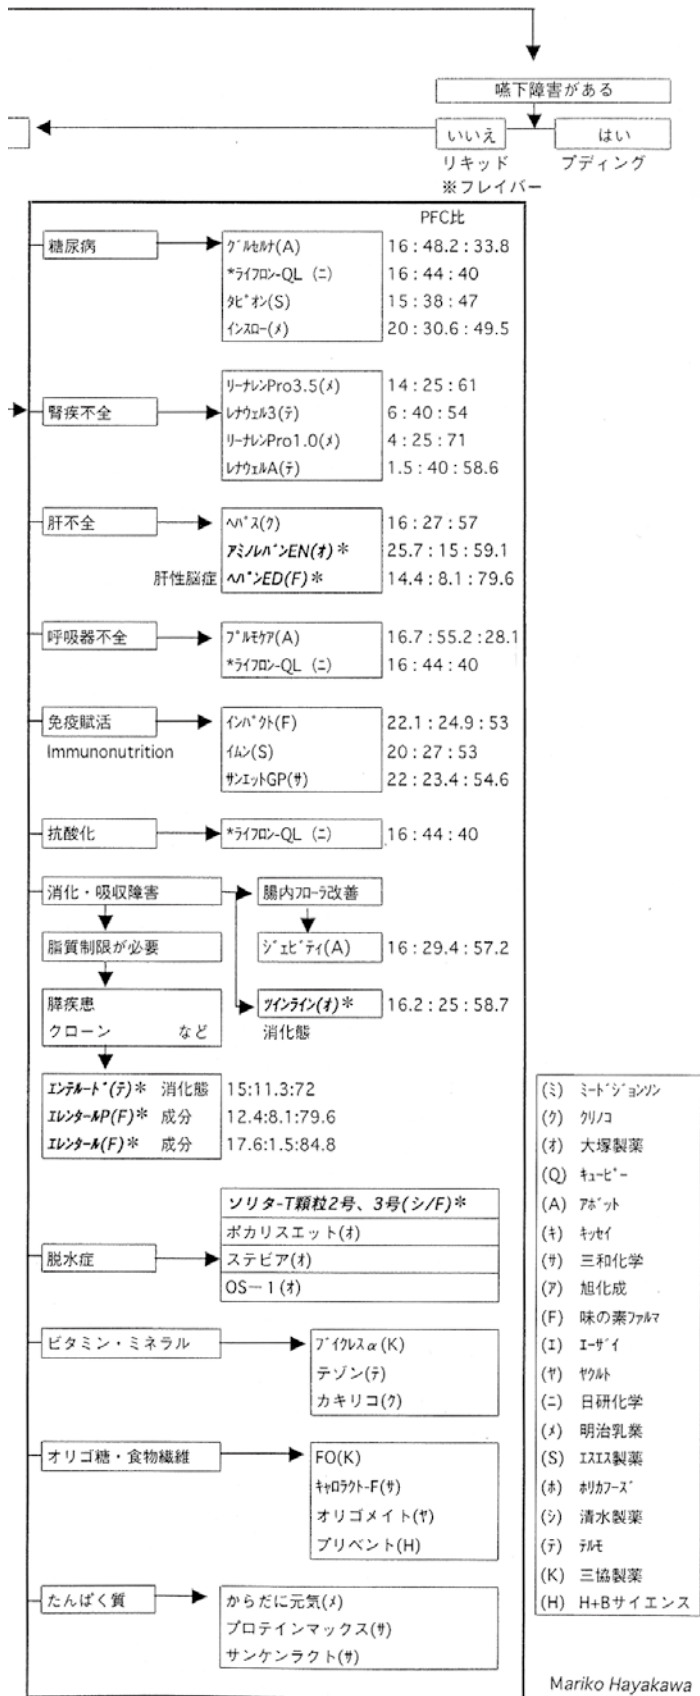 嚥下障害がある
いいえ はい
リキッド プディング
※フレイバー
PFC比
糖尿病 グルセルナ(A) 16：48.2：33.8
*ライフロン-QL (ニ) 16：44：40
タピオン(S) 15：38：47
インスロー(メ) 20：30.6：49.5
リーナレンPro3.5(メ) 14：25：61
腎疾不全 レナウェル3(テ) 6：40：54
リーナレンPro1.0(メ) 4：25：71
レナウェルA(テ) 1.5：40：58.6
肝不全 ヘパス(ク) 16：27：57
アミノレバンEN(オ)＊ 25.7：15：59.1
肝性脳症 ヘパンED(F)＊ 14.4：8.1：79.6
呼吸器不全 プルモケア(A) 16.7：55.2：28.1
*ライフロン-QL (ニ) 16：44：40
免疫賦活 インパクト(F) 22.1：24.9：53
Immunonutrition イムン(S) 20：27：53
サンエットGP(サ) 22：23.4：54.6
抗酸化 *ライフロン-QL (ニ) 16：44：40
消化・吸収障害 腸内フローラ改善
脂質制限が必要 ジェビティ(A) 16：29.4：57.2
膵疾患 ツインライン(オ)＊ 16.2：25：58.7
クローン など 消化態
エンテルード(テ)＊ 消化態 15:11.3:72
エレンタールP(F)＊ 成分 12.4:8.1:79.6
エレンタール(F)＊ 成分 17.6:1.5:84.8
ソリタ-T顆粒2号、3号(シ/F)＊
ポカリスエット(オ)
脱水症 ステビア(オ)
OS－1(オ)
ビタミン・ミネラル ブイクレスα(K)
テゾン(テ)
カキリコ(ク)
オリゴ糖・食物繊維 FO(K)
キャロラクト-F(サ)
オリゴメイト(ヤ)
プリベント(H)
たんぱく質 からだに元気(メ)
プロテインマックス(サ)
サンケンラクト(サ)
(ミ) ミードジョンソン
(ク) クリノコ
(オ) 大塚製薬
(Q) キューピー
(A) アボット
(キ) キッセイ
(サ) 三和化学
(ア) 旭化成
(F) 味の素ファルマ
(エ) エーザイ
(ヤ) ヤクルト
(ニ) 日研化学
(メ) 明治乳業
(S) エスエス製薬
(ホ) ホリカフーズ
(シ) 清水製薬
(テ) テルモ
(K) 三協製薬
(H) H+Bサイエンス
Mariko Hayakawa